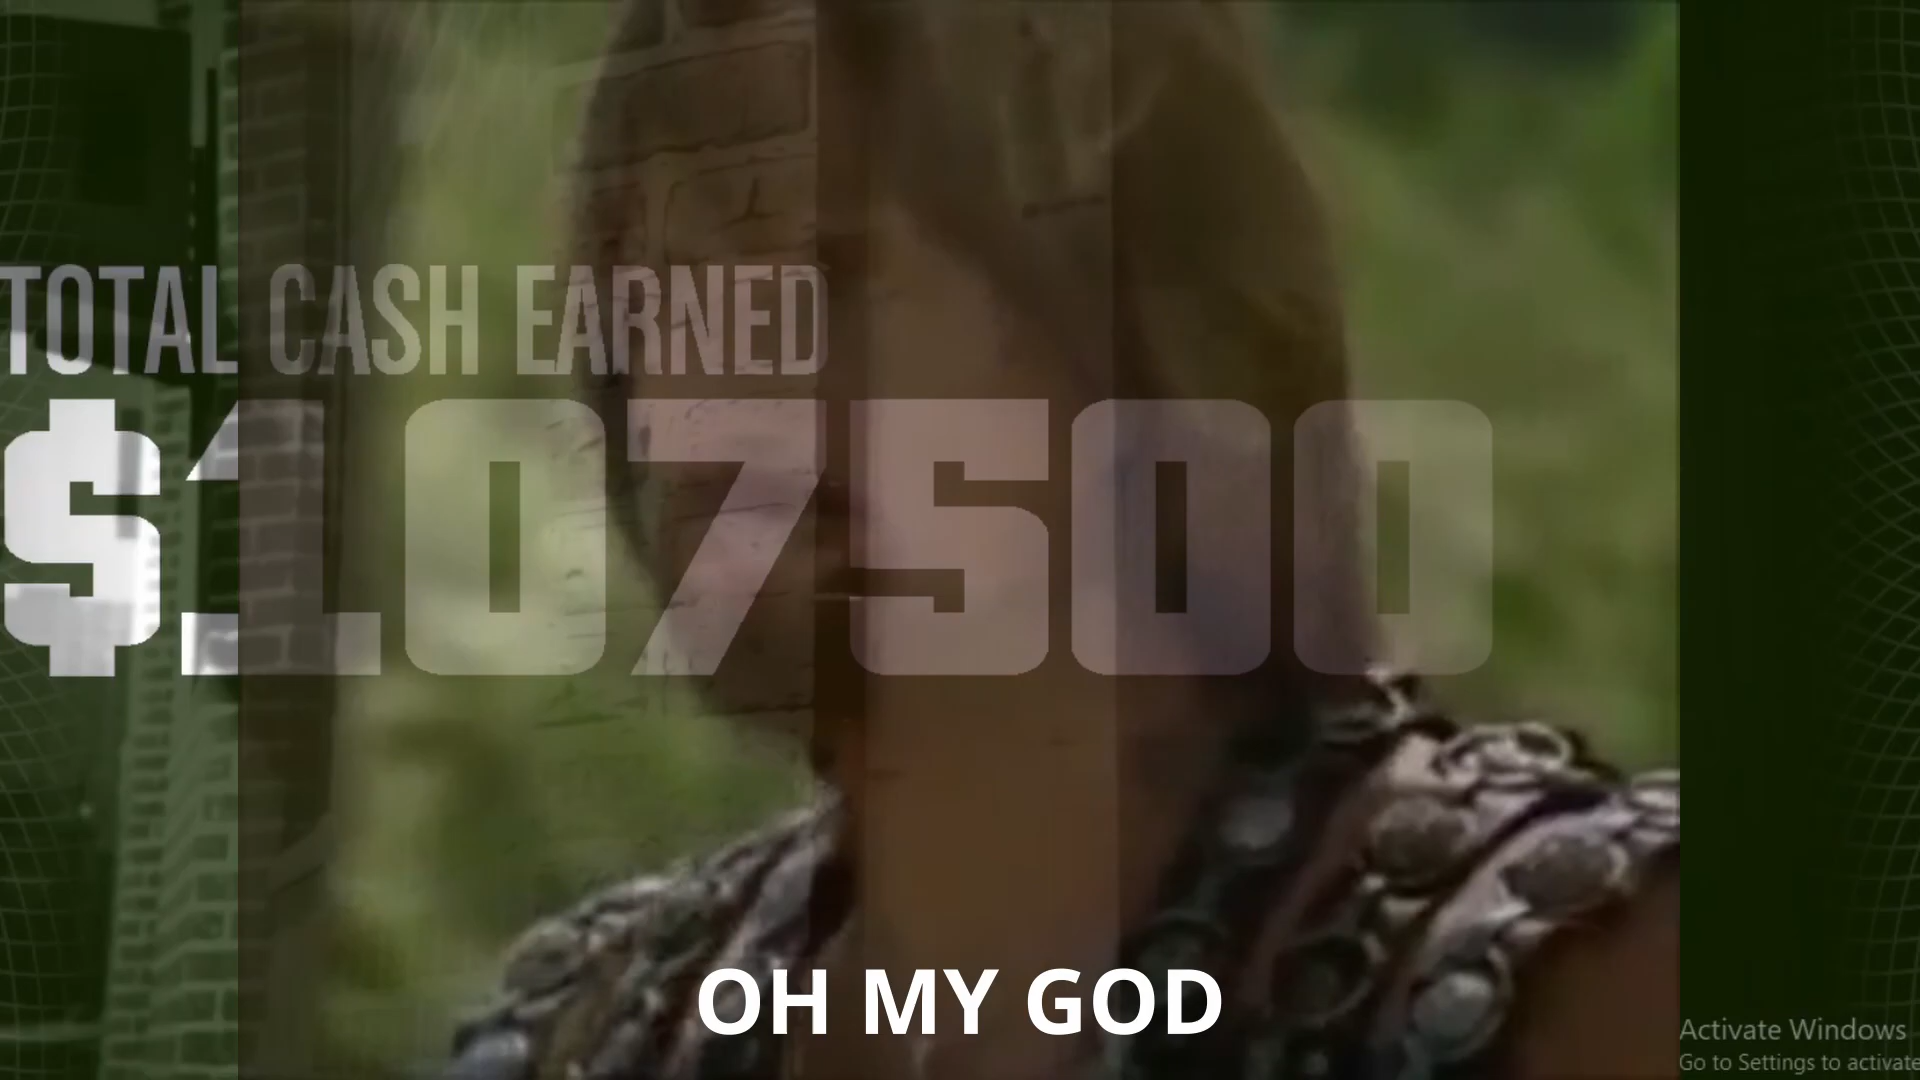 TOTAL CASH EARNED
$107500
OH MY GOD
Activate Windows
Go to Settings to activate